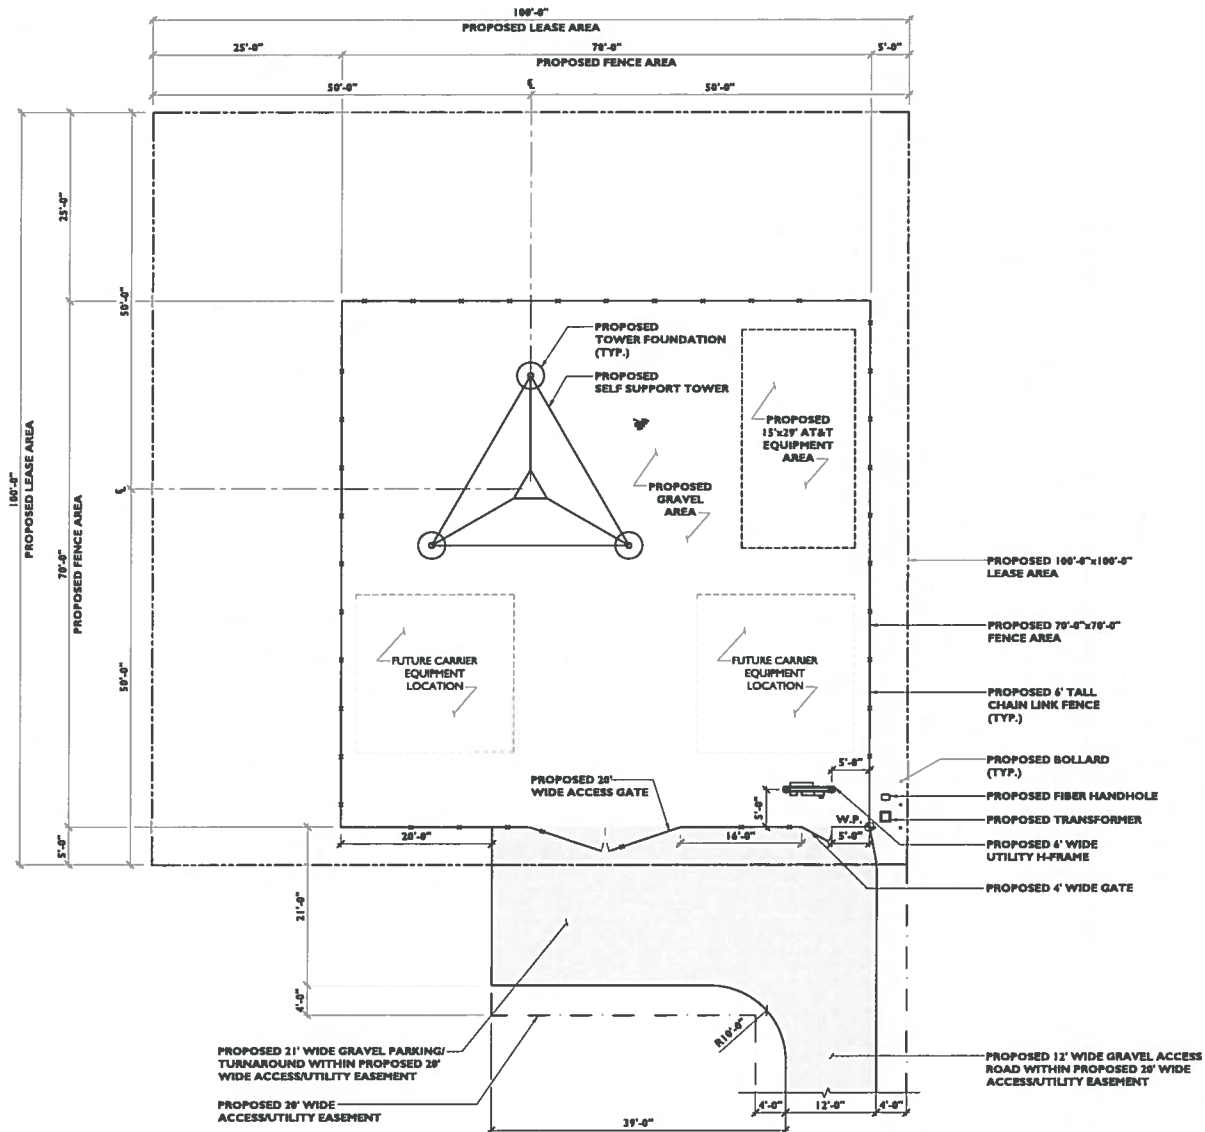 100'-0"
PROPOSED LEASE AREA
25'-0"
70'-0"
5'-0"
PROPOSED FENCE AREA
50'-0"
℄
50'-0"
25'-0"
50'-0"
100'-0"
PROPOSED LEASE AREA
70'-0"
PROPOSED FENCE AREA
℄
50'-0"
5'-0"
PROPOSED
TOWER FOUNDATION
(TYP.)
PROPOSED
SELF SUPPORT TOWER
PROPOSED
15'x29' AT&T
EQUIPMENT
AREA
PROPOSED
GRAVEL
AREA
PROPOSED 100'-0"x100'-0"
LEASE AREA
PROPOSED 70'-0"x70'-0"
FENCE AREA
FUTURE CARRIER
EQUIPMENT
LOCATION
FUTURE CARRIER
EQUIPMENT
LOCATION
PROPOSED 6' TALL
CHAIN LINK FENCE
(TYP.)
PROPOSED BOLLARD
(TYP.)
PROPOSED 20'
WIDE ACCESS GATE
5'-0"
5'-0"
W.P.
PROPOSED FIBER HANDHOLE
PROPOSED TRANSFORMER
20'-0"
16'-0"
5'-0"
PROPOSED 6' WIDE
UTILITY H-FRAME
PROPOSED 4' WIDE GATE
21'-0"
4'-0"
R10'-0"
PROPOSED 21' WIDE GRAVEL PARKING/
TURNAROUND WITHIN PROPOSED 20'
WIDE ACCESS/UTILITY EASEMENT
PROPOSED 20' WIDE
ACCESS/UTILITY EASEMENT
PROPOSED 12' WIDE GRAVEL ACCESS
ROAD WITHIN PROPOSED 20' WIDE
ACCESS/UTILITY EASEMENT
4'-0"
12'-0"
4'-0"
39'-0"